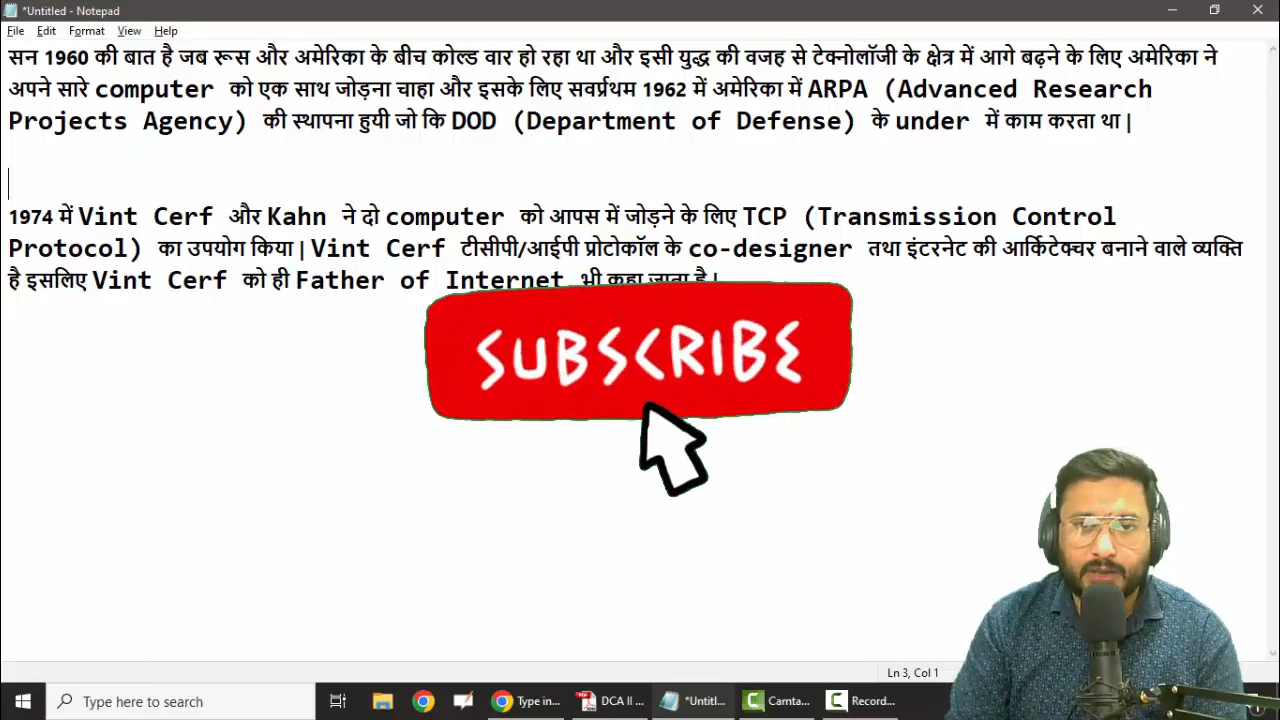 *Untitled - Notepad
File Edit Format View Help
सन 1960 की बात है जब रूस और अमेरिका के बीच कोल्ड वार हो रहा था और इसी युद्ध की वजह से टेक्नोलॉजी के क्षेत्र में आगे बढ़ने के लिए अमेरिका ने
अपने सारे computer को एक साथ जोड़ना चाहा और इसके लिए सवर्प्रथम 1962 में अमेरिका में ARPA (Advanced Research
Projects Agency) की स्थापना हुयी जो कि DOD (Department of Defense) के under में काम करता था |
1974 में Vint Cerf और Kahn ने दो computer को आपस में जोड़ने के लिए TCP (Transmission Control
Protocol) का उपयोग किया| Vint Cerf टीसीपी/आईपी प्रोटोकॉल के co-designer तथा इंटरनेट की आर्किटेक्चर बनाने वाले व्यक्ति
है इसलिए Vint Cerf को ही Father of Internet भी कहा जाता है |
SUBSCRIBE
Ln 3, Col 1
Type here to search
Type in...
DCA II ...
*Untitl...
Camta...
Record...